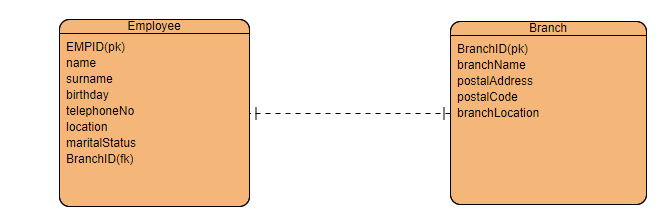 Employee
EMPID(pk)
name
surname
birthday
telephoneNo
location
maritalStatus
BranchID(fk)
Branch
BranchID(pk)
branchName
postalAddress
postalCode
branchLocation